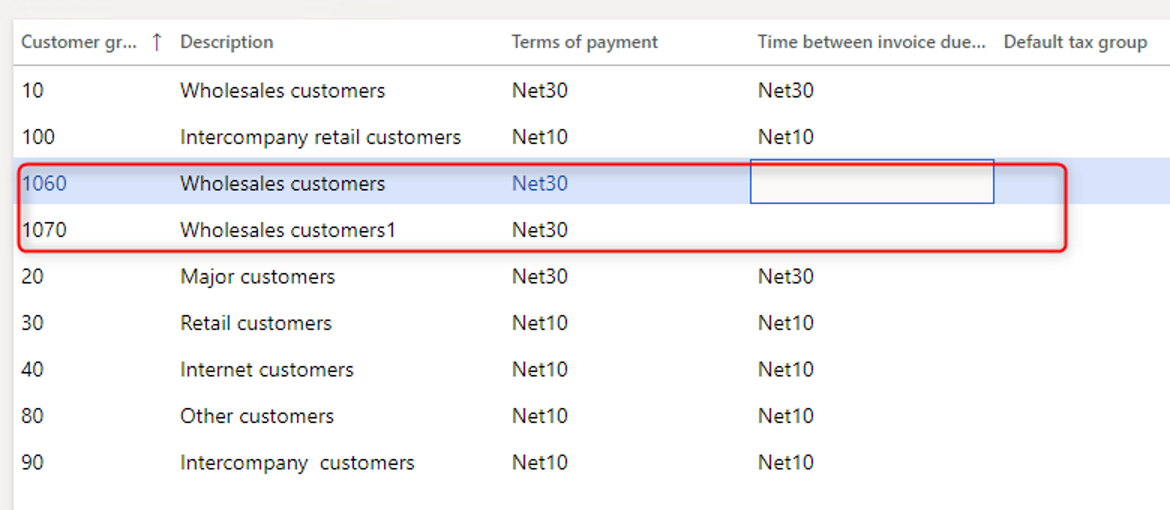 Customer gr... ↑ Description Terms of payment Time between invoice due... Default tax group
10 Wholesales customers Net30 Net30
100 Intercompany retail customers Net10 Net10
1060 Wholesales customers Net30
1070 Wholesales customers1 Net30
20 Major customers Net30 Net30
30 Retail customers Net10 Net10
40 Internet customers Net10 Net10
80 Other customers Net10 Net10
90 Intercompany  customers Net10 Net10